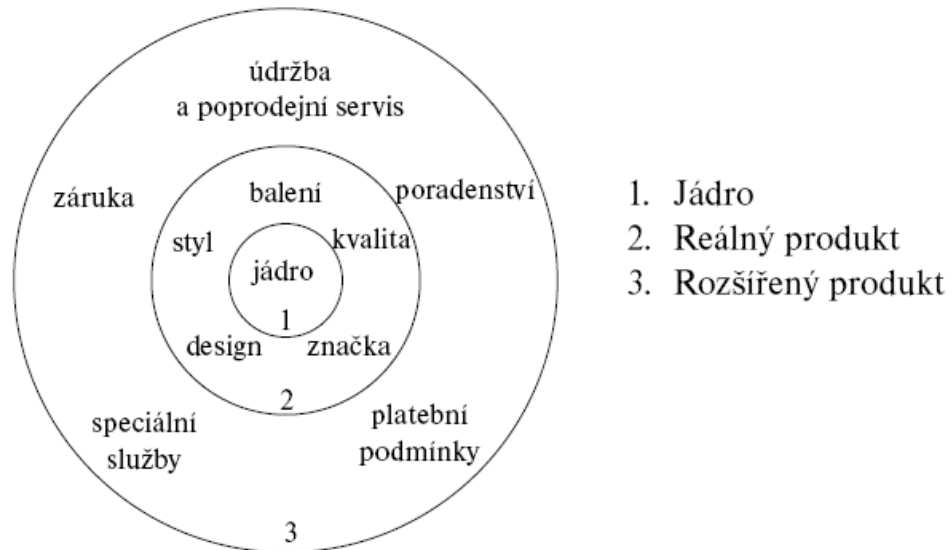 údržba
a poprodejní servis
záruka
balení
poradenství
styl
kvalita
jádro
1
design
značka
2
speciální
služby
platební
podmínky
3
1. Jádro
2. Reálný produkt
3. Rozšířený produkt